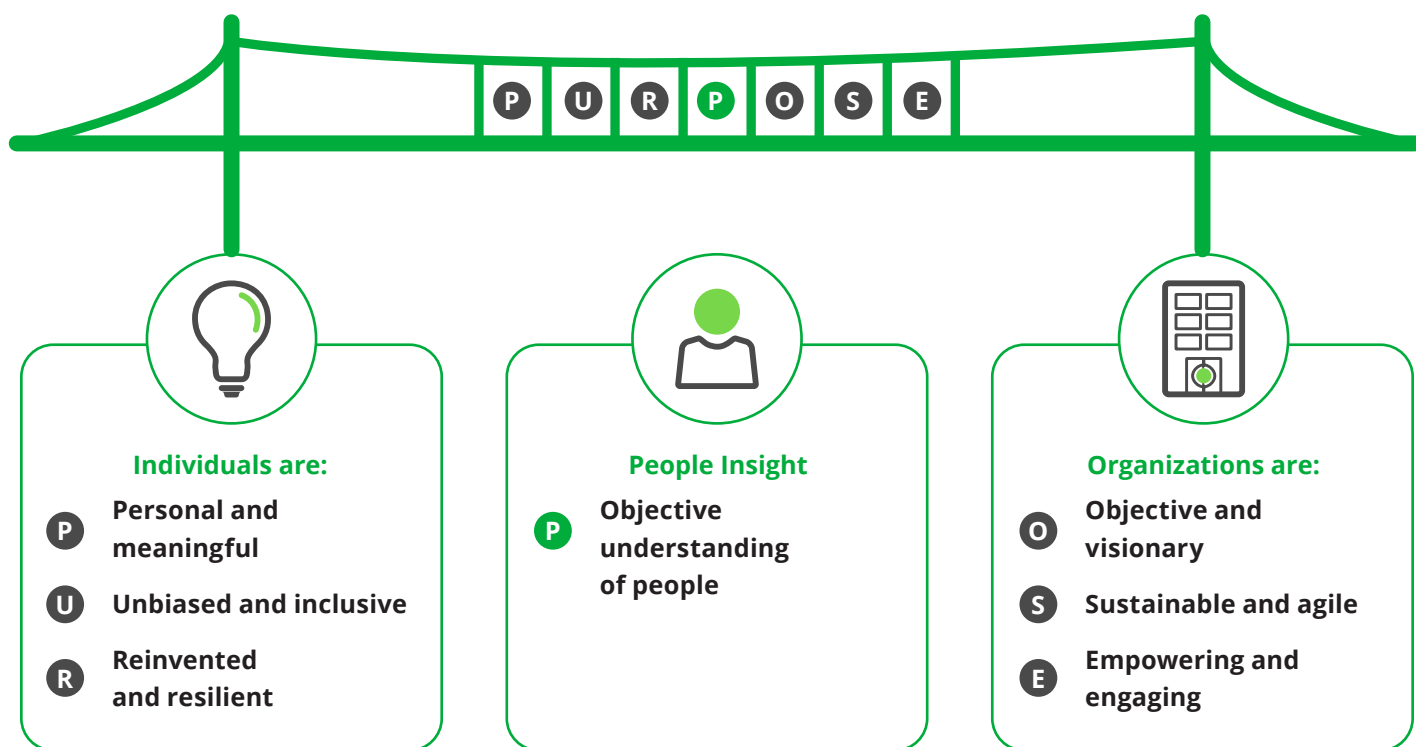 P U R P O S E
Individuals are:
P Personal and
meaningful
U Unbiased and inclusive
R Reinvented
and resilient
People Insight
P Objective
understanding
of people
Organizations are:
O Objective and
visionary
S Sustainable and agile
E Empowering and
engaging